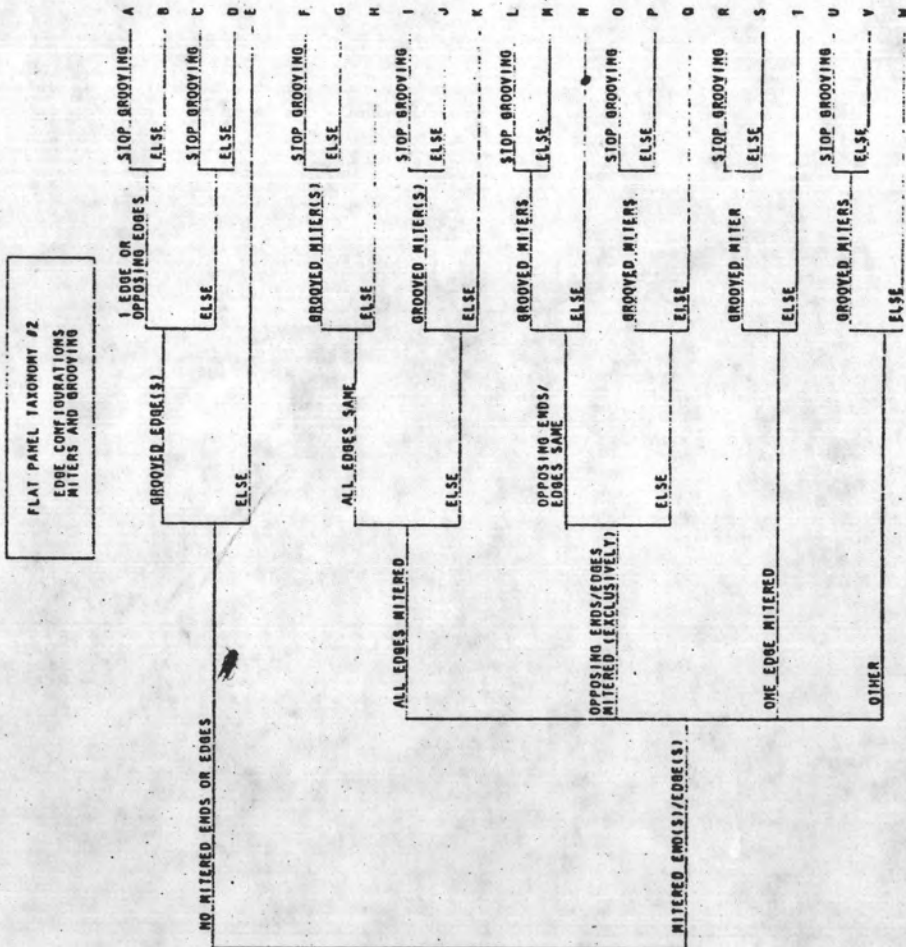 FLAT PANEL TAXONOMY #2
EDGE CONFIGURATIONS
MITERS AND GROOVING
NO MITERED ENDS OR EDGES
GROOVED EDGE(S)
1 EDGE OR
OPPOSING EDGES
STOP GROOVING A
ELSE B
ELSE
STOP GROOVING C
ELSE D
ELSE E
MITERED END(S)/EDGE(S)
ALL EDGES MITERED
ALL EDGES SAME
GROOVED MITER(S)
STOP GROOVING F
ELSE G
ELSE H
ELSE
GROOVED MITER(S)
STOP GROOVING I
ELSE J
ELSE K
OPPOSING ENDS/EDGES
MITERED (EXCLUSIVELY)
OPPOSING ENDS/
EDGES SAME
GROOVED MITERS
STOP GROOVING L
ELSE M
ELSE N
ELSE
GROOVED MITERS
STOP GROOVING O
ELSE P
ELSE Q
ONE EDGE MITERED
GROOVED MITER
STOP GROOVING R
ELSE S
ELSE T
OTHER
GROOVED MITERS
STOP GROOVING U
ELSE V
ELSE W